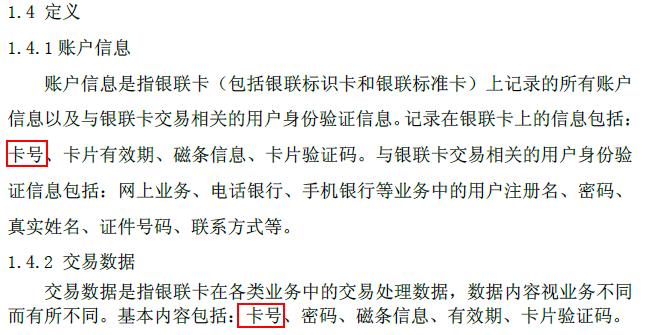 1.4 定义
1.4.1账户信息
账户信息是指银联卡（包括银联标识卡和银联标准卡）上记录的所有账户
信息以及与银联卡交易相关的用户身份验证信息。记录在银联卡上的信息包括：
卡号、卡片有效期、磁条信息、卡片验证码。与银联卡交易相关的用户身份验
证信息包括：网上业务、电话银行、手机银行等业务中的用户注册名、密码、
真实姓名、证件号码、联系方式等。
1.4.2 交易数据
交易数据是指银联卡在各类业务中的交易处理数据，数据内容视业务不同
而有所不同。基本内容包括：卡号、密码、磁条信息、有效期、卡片验证码。